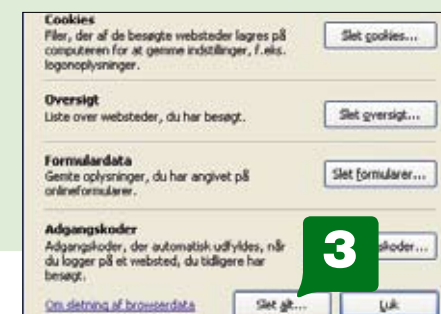 Cookies
Filer, der af de besøgte websteder lagres på
computeren for at gemme indstillinger, f.eks.
logonoplysninger.
Slet cookies...
Oversigt
Liste over websteder, du har besøgt.
Slet oversigt...
Formulardata
Gemte oplysninger, du har angivet på
onlineformularer.
Slet formularer...
Adgangskoder
Adgangskoder, der automatisk udfyldes, når
du logger på et websted, du tidligere har
besøgt.
skoder...
3
Om sletning af browserdata
Slet alt...
Luk